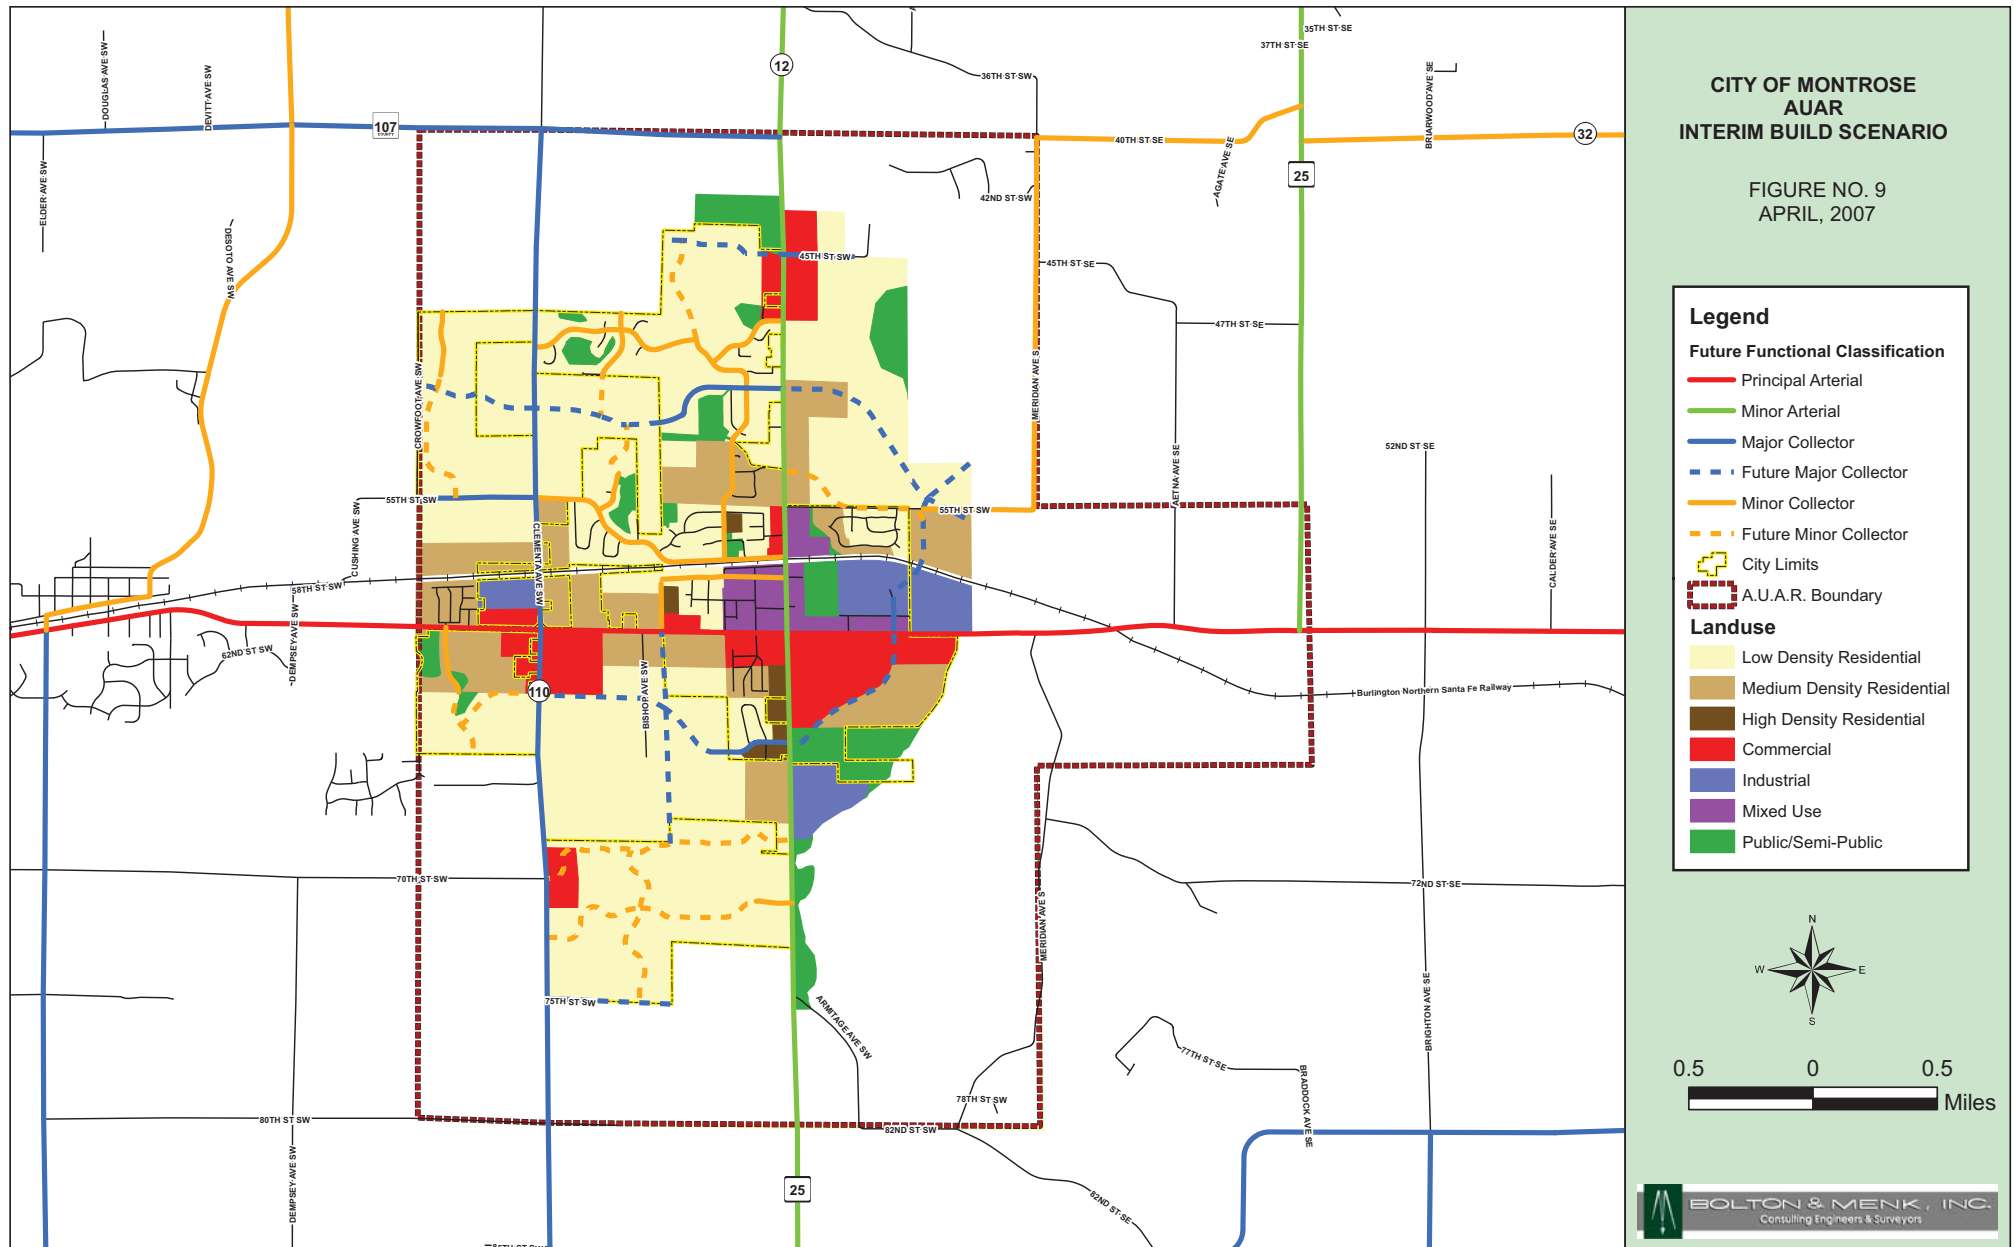 CITY OF MONTROSE
AUAR
INTERIM BUILD SCENARIO
FIGURE NO. 9
APRIL, 2007
Legend
Future Functional Classification
Principal Arterial
Minor Arterial
Major Collector
Future Major Collector
Minor Collector
Future Minor Collector
City Limits
A.U.A.R. Boundary
Landuse
Low Density Residential
Medium Density Residential
High Density Residential
Commercial
Industrial
Mixed Use
Public/Semi-Public
N
W
E
S
0.5
0
0.5
Miles
BOLTON & MENK, INC.
Consulting Engineers & Surveyors
DOUGLAS AVE SW
DEVITT AVE SW
ELDER AVE SW
DESOTO AVE SW
107
COUNTY
12
36TH ST SW
35TH ST SE
37TH ST SE
BRIARWOOD AVE SE
32
40TH ST SE
AGATE AVE SE
25
42ND ST SW
45TH ST SW
45TH ST SE
47TH ST SE
MERIDIAN AVE S
CROWFOOT AVE SW
52ND ST SE
AETNA AVE SE
55TH ST SW
55TH ST SW
CUSHING AVE SW
CLEMENTA AVE SW
CALDER AVE SE
58TH ST SW
DEMPSEY AVE SW
62ND ST SW
110
BISHOP AVE SW
Burlington Northern Santa Fe Railway
70TH ST SW
72ND ST SE
MERIDIAN AVE S
75TH ST SW
ARMITAGE AVE SW
BRIGHTON AVE SE
77TH ST SE
BRADDOCK AVE SE
78TH ST SW
80TH ST SW
82ND ST SW
DEMPSEY AVE SW
25
82ND ST SE